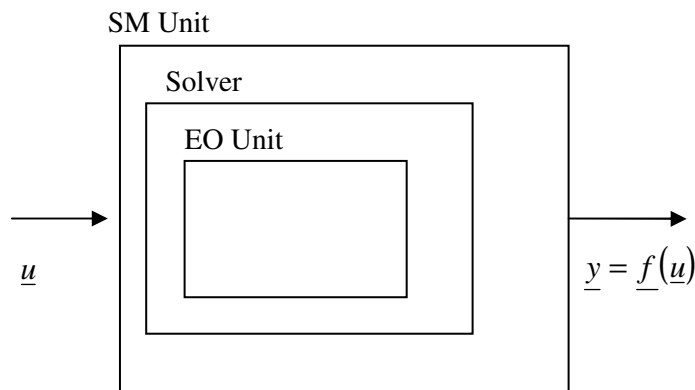 SM Unit
Solver
EO Unit
u
y = f(u)